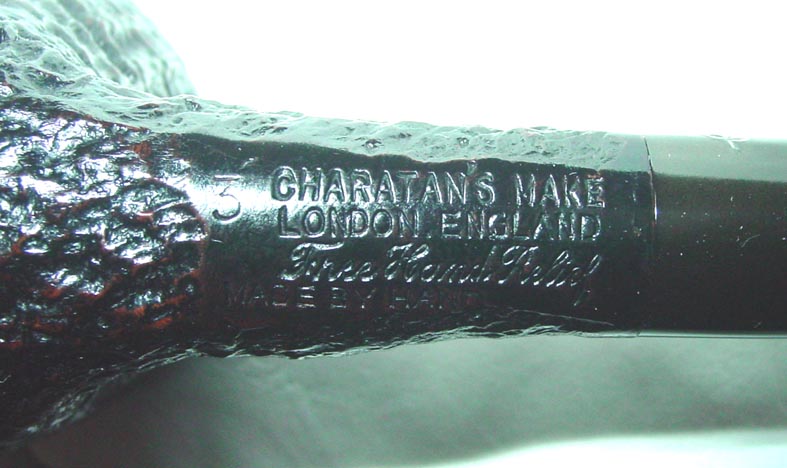 3
CHARATAN'S MAKE
LONDON ENGLAND
Free Hand Relief
MADE BY HAND